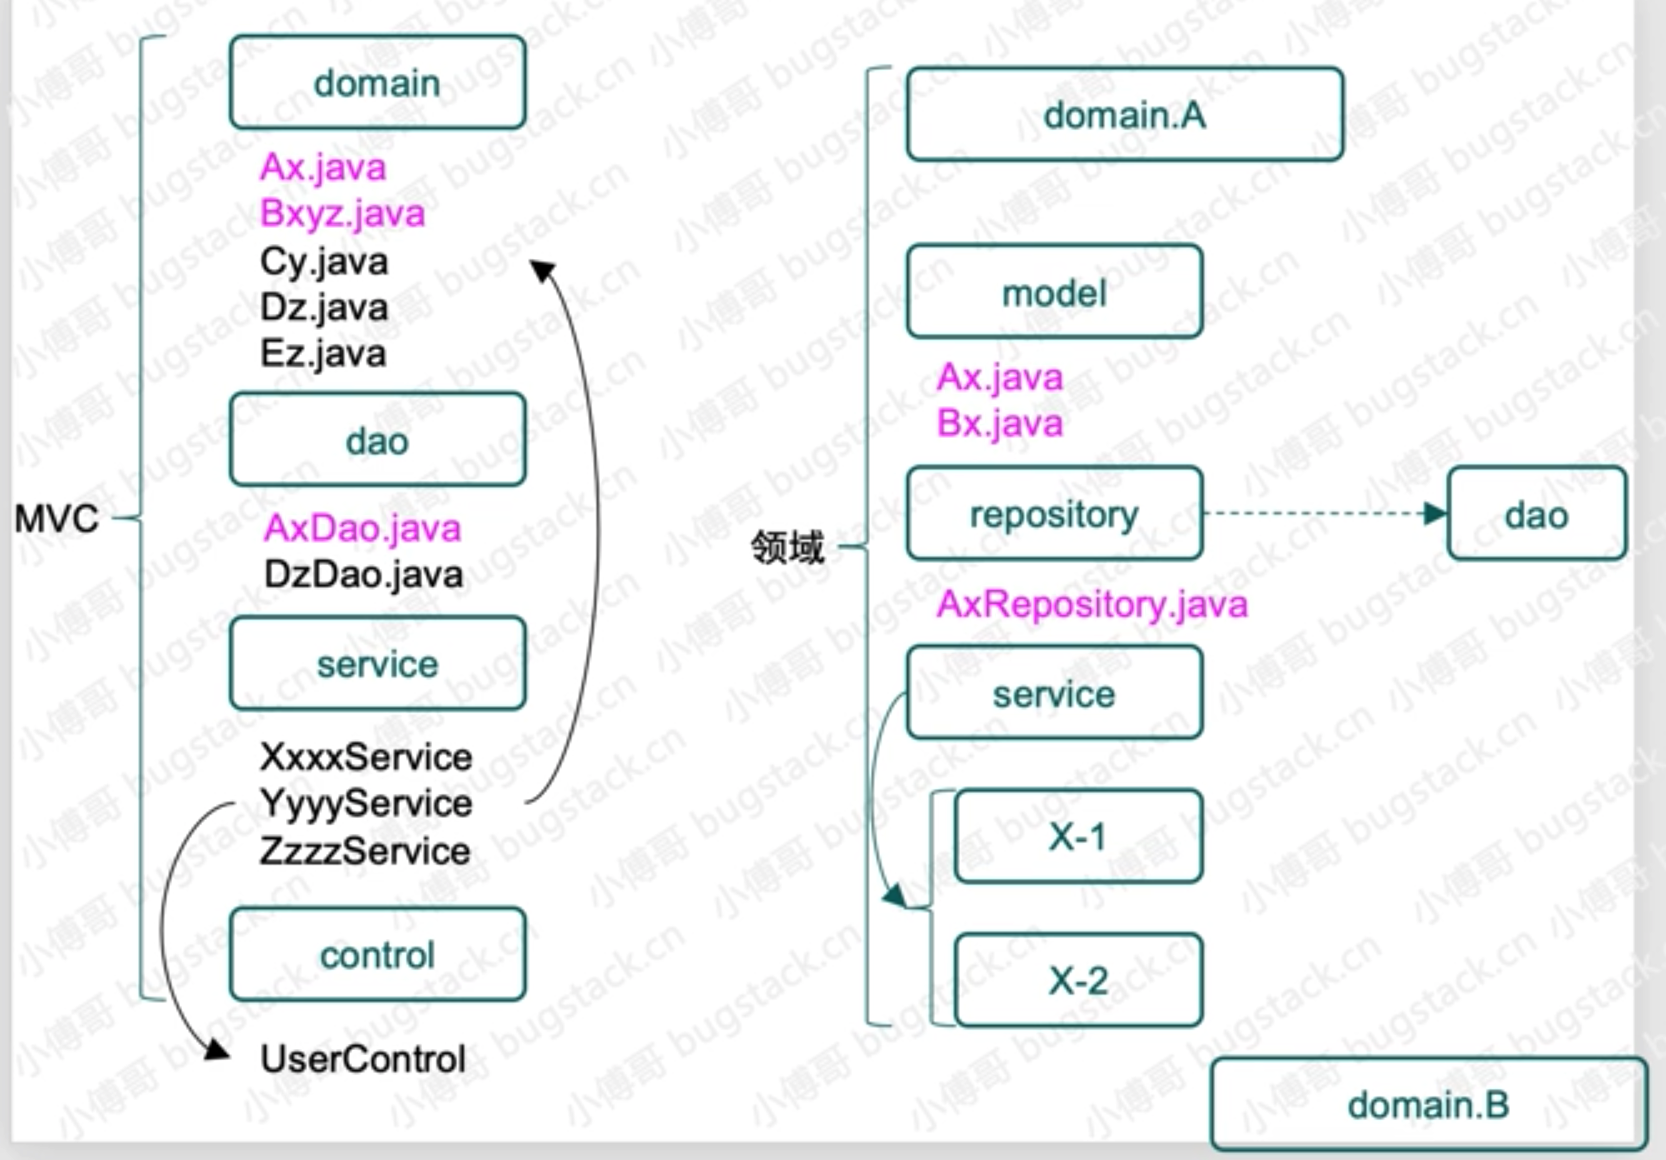 MVC
domain
Ax.java
Bxyz.java
Cy.java
Dz.java
Ez.java
dao
AxDao.java
DzDao.java
service
XxxxService
YyyyService
ZzzzService
control
UserControl
领域
domain.A
model
Ax.java
Bx.java
repository
dao
AxRepository.java
service
X-1
X-2
domain.B
小傅哥 bugstack.cn